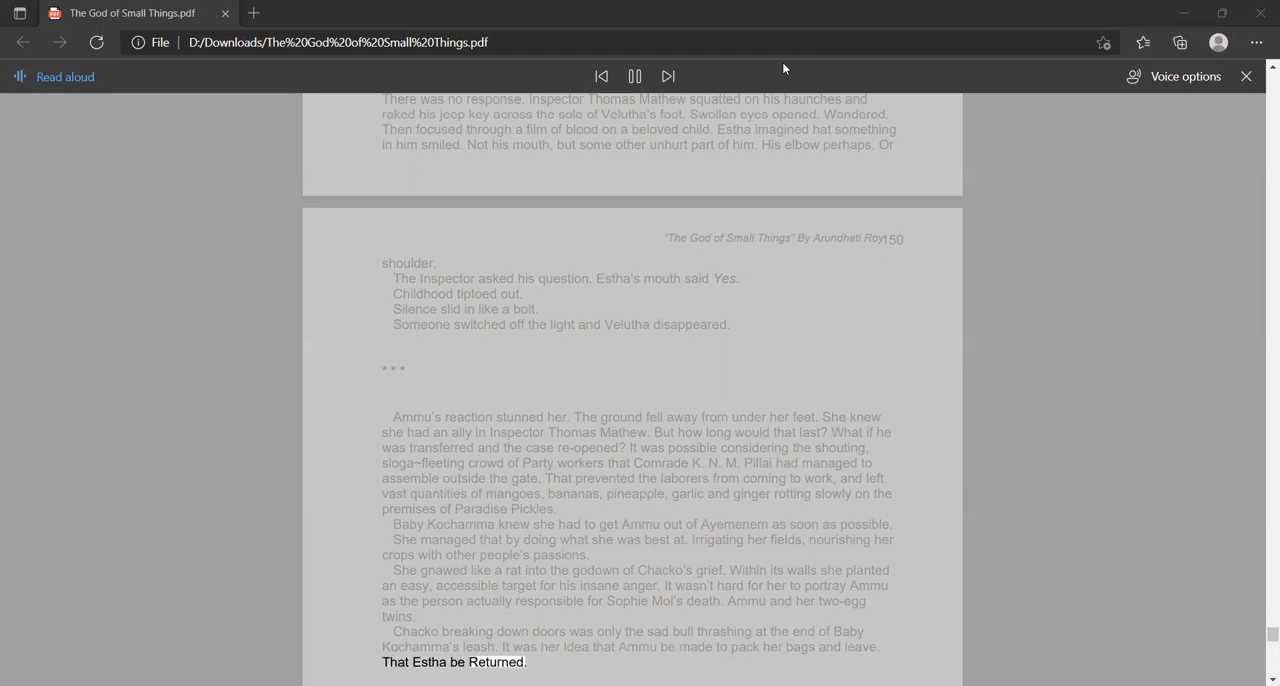 The God of Small Things.pdf
File
D:/Downloads/The%20God%20of%20Small%20Things.pdf
Read aloud
Voice options
There was no response. Inspector Thomas Mathew squatted on his haunches and
raked his jeep key across the sole of Velutha's foot. Swollen eyes opened. Wandered.
Then focused through a film of blood on a beloved child. Estha imagined hat something
in him smiled. Not his mouth, but some other unhurt part of him. His elbow perhaps. Or
"The God of Small Things" By Arundhati Roy150
shoulder.
The Inspector asked his question. Estha's mouth said Yes.
Childhood tiptoed out.
Silence slid in like a bolt.
Someone switched off the light and Velutha disappeared.
* * *
Ammu's reaction stunned her. The ground fell away from under her feet. She knew
she had an ally in Inspector Thomas Mathew. But how long would that last? What if he
was transferred and the case re-opened? It was possible considering the shouting,
sloga~fleeting crowd of Party workers that Comrade K. N. M. Pillai had managed to
assemble outside the gate. That prevented the laborers from coming to work, and left
vast quantities of mangoes, bananas, pineapple, garlic and ginger rotting slowly on the
premises of Paradise Pickles.
Baby Kochamma knew she had to get Ammu out of Ayemenem as soon as possible.
She managed that by doing what she was best at. Irrigating her fields, nourishing her
crops with other people's passions.
She gnawed like a rat into the godown of Chacko's grief. Within its walls she planted
an easy, accessible target for his insane anger. It wasn't hard for her to portray Ammu
as the person actually responsible for Sophie Mol's death. Ammu and her two-egg
twins.
Chacko breaking down doors was only the sad bull thrashing at the end of Baby
Kochamma's leash. It was her idea that Ammu be made to pack her bags and leave.
That Estha be Returned.